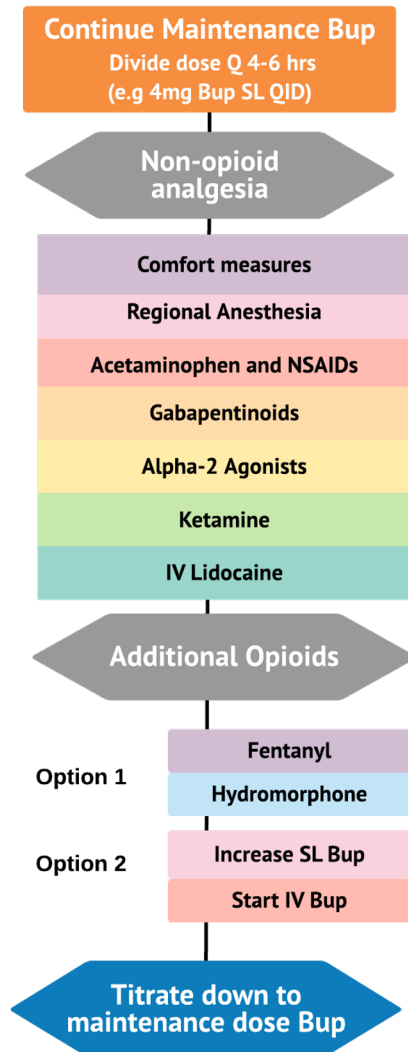 Continue Maintenance Bup
Divide dose Q 4-6 hrs
(e.g 4mg Bup SL QID)
Non-opioid
analgesia
Comfort measures
Regional Anesthesia
Acetaminophen and NSAIDs
Gabapentinoids
Alpha-2 Agonists
Ketamine
IV Lidocaine
Additional Opioids
Option 1
Fentanyl
Hydromorphone
Option 2
Increase SL Bup
Start IV Bup
Titrate down to
maintenance dose Bup